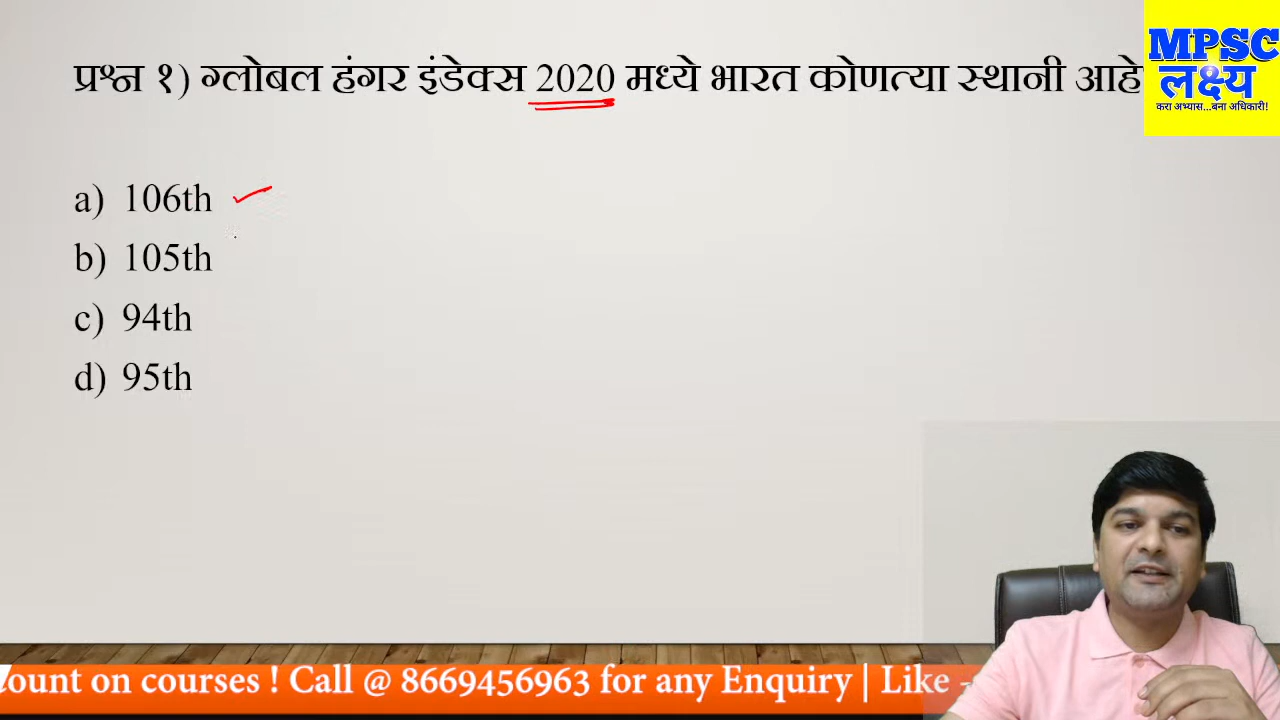 प्रश्न १) ग्लोबल हंगर इंडेक्स 2020 मध्ये भारत कोणत्या स्थानी आहे
MPSC
लक्ष्य
करा अभ्यास...बना अधिकारी!
a) 106th
b) 105th
c) 94th
d) 95th
count on courses ! Call @ 8669456963 for any Enquiry | Like -